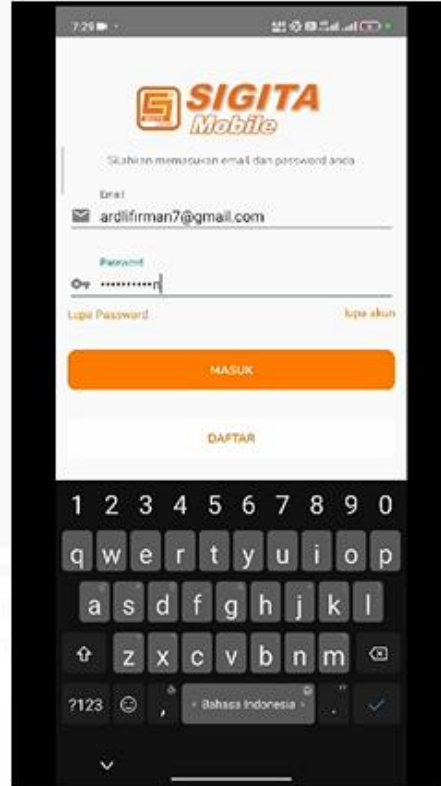 7:29
SIGITA
Mobile
Silahkan memasukan email dan password anda
Email
ardlifirman7@gmail.com
Password
••••••••••n
Lupa Password
lupa akun
MASUK
DAFTAR
1 2 3 4 5 6 7 8 9 0
q w e r t y u i o p
a s d f g h j k l
z x c v b n m
?123 , Bahasa Indonesia .